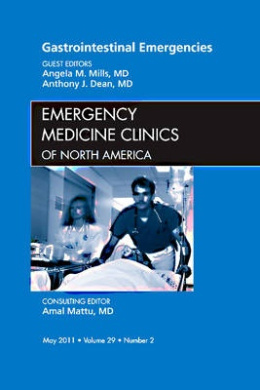 Gastrointestinal Emergencies
GUEST EDITORS
Angela M. Mills, MD
Anthony J. Dean, MD
EMERGENCY
MEDICINE CLINICS
OF NORTH AMERICA
CONSULTING EDITOR
Amal Mattu, MD
May 2011 • Volume 29 • Number 2